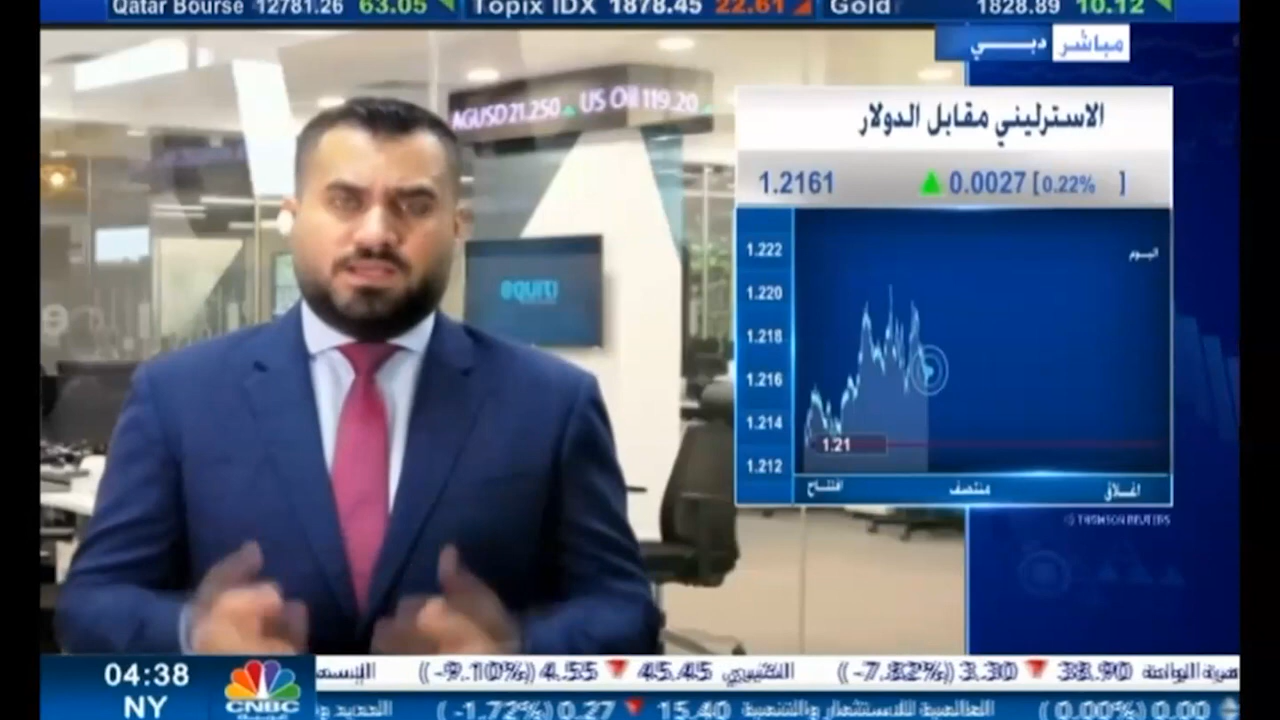 Qatar Bourse 12781.26 63.05 Topix IDX 1878.45 22.61 Gold 1828.89 10.12
مباشر دبي
AGUSD 21.250 US Oil 119.20
الاسترليني مقابل الدولار
1.2161 0.0027 [0.22% ]
اليوم
1.222
1.220
1.218
1.216
1.214
1.212
1.21
equiti
افتتاح منتصف اغلاق
THOMSON REUTERS
04:38
NY
CNBC
عربية
33.90 3.30 (-7.82%) 45.45 4.55 (-9.10%)
0.00 (0.00%) العالمية للاستثمار والتنمية 15.40 0.27 (-1.72%) الحديد و